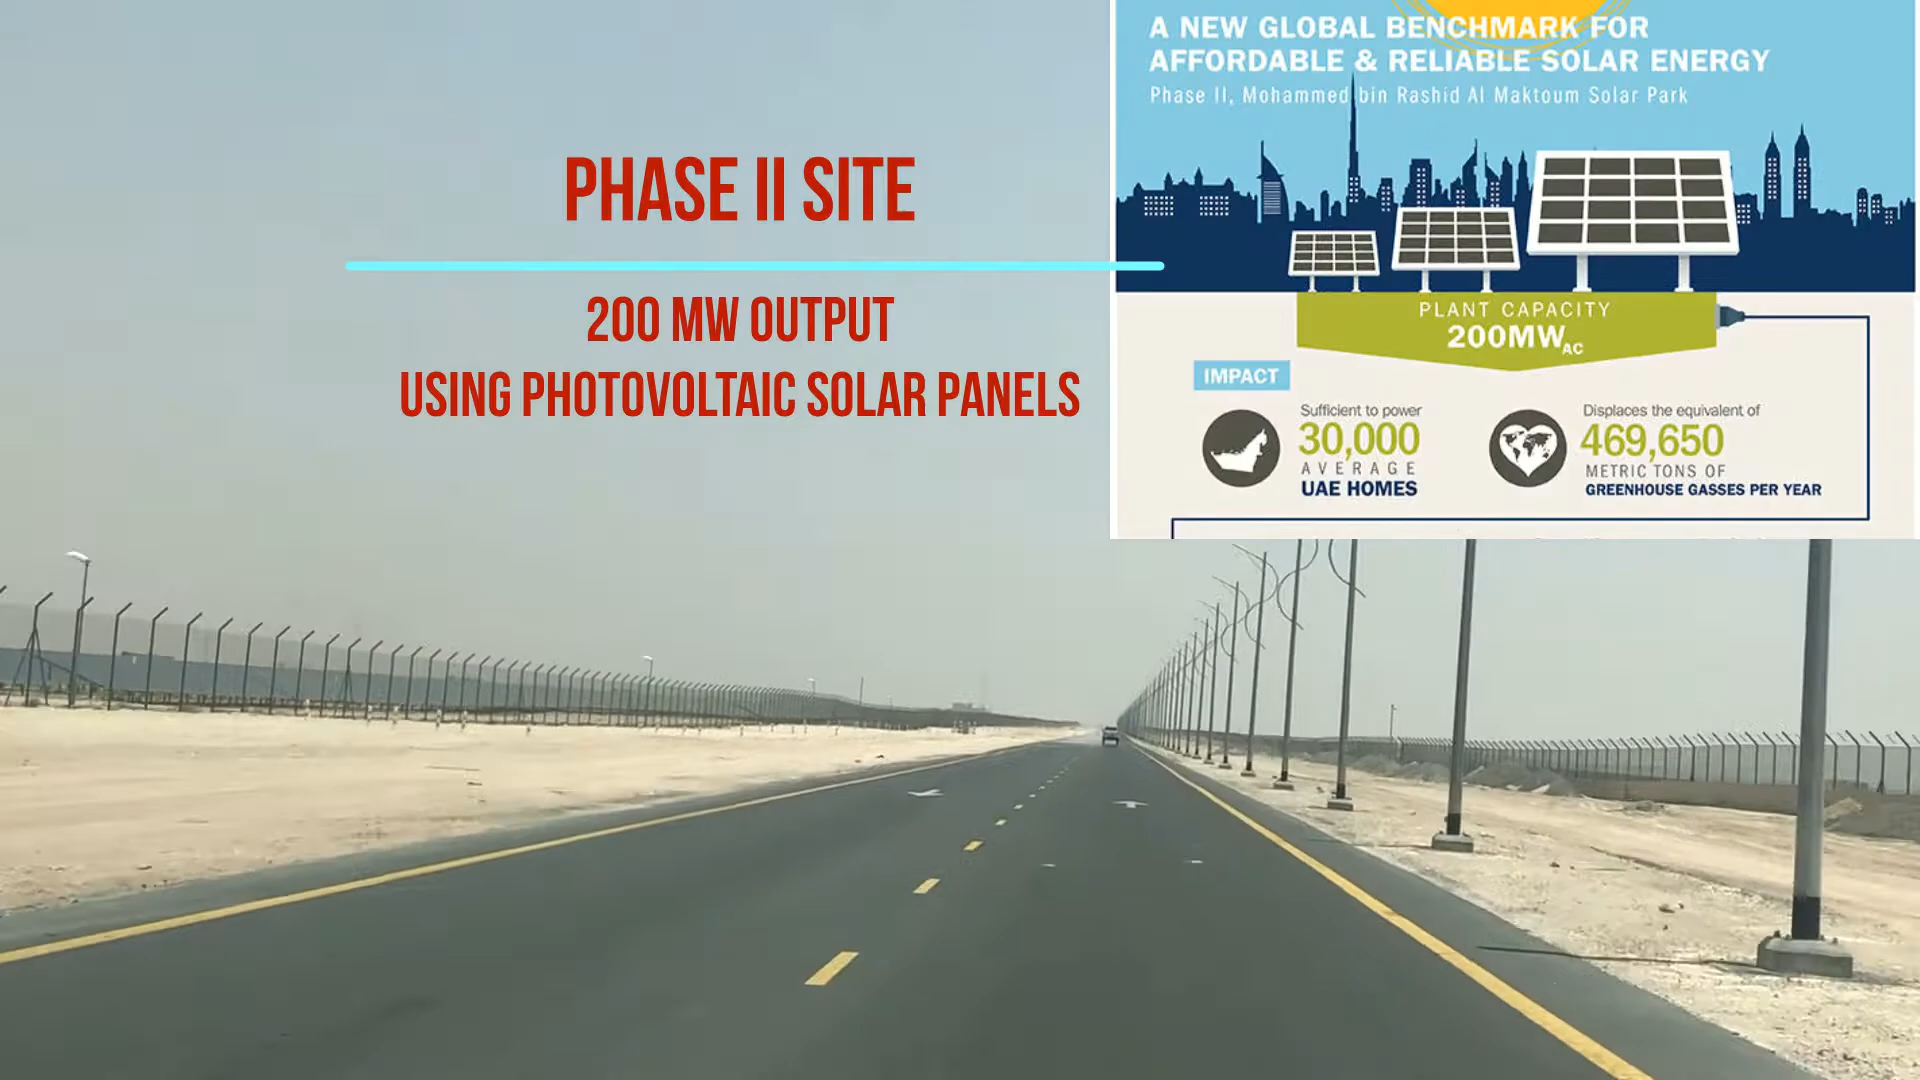 PHASE II SITE
200 MW OUTPUT
USING PHOTOVOLTAIC SOLAR PANELS
A NEW GLOBAL BENCHMARK FOR
AFFORDABLE & RELIABLE SOLAR ENERGY
Phase II, Mohammed bin Rashid Al Maktoum Solar Park
PLANT CAPACITY
200MWAC
IMPACT
Sufficient to power
30,000
AVERAGE
UAE HOMES
Displaces the equivalent of
469,650
METRIC TONS OF
GREENHOUSE GASSES PER YEAR